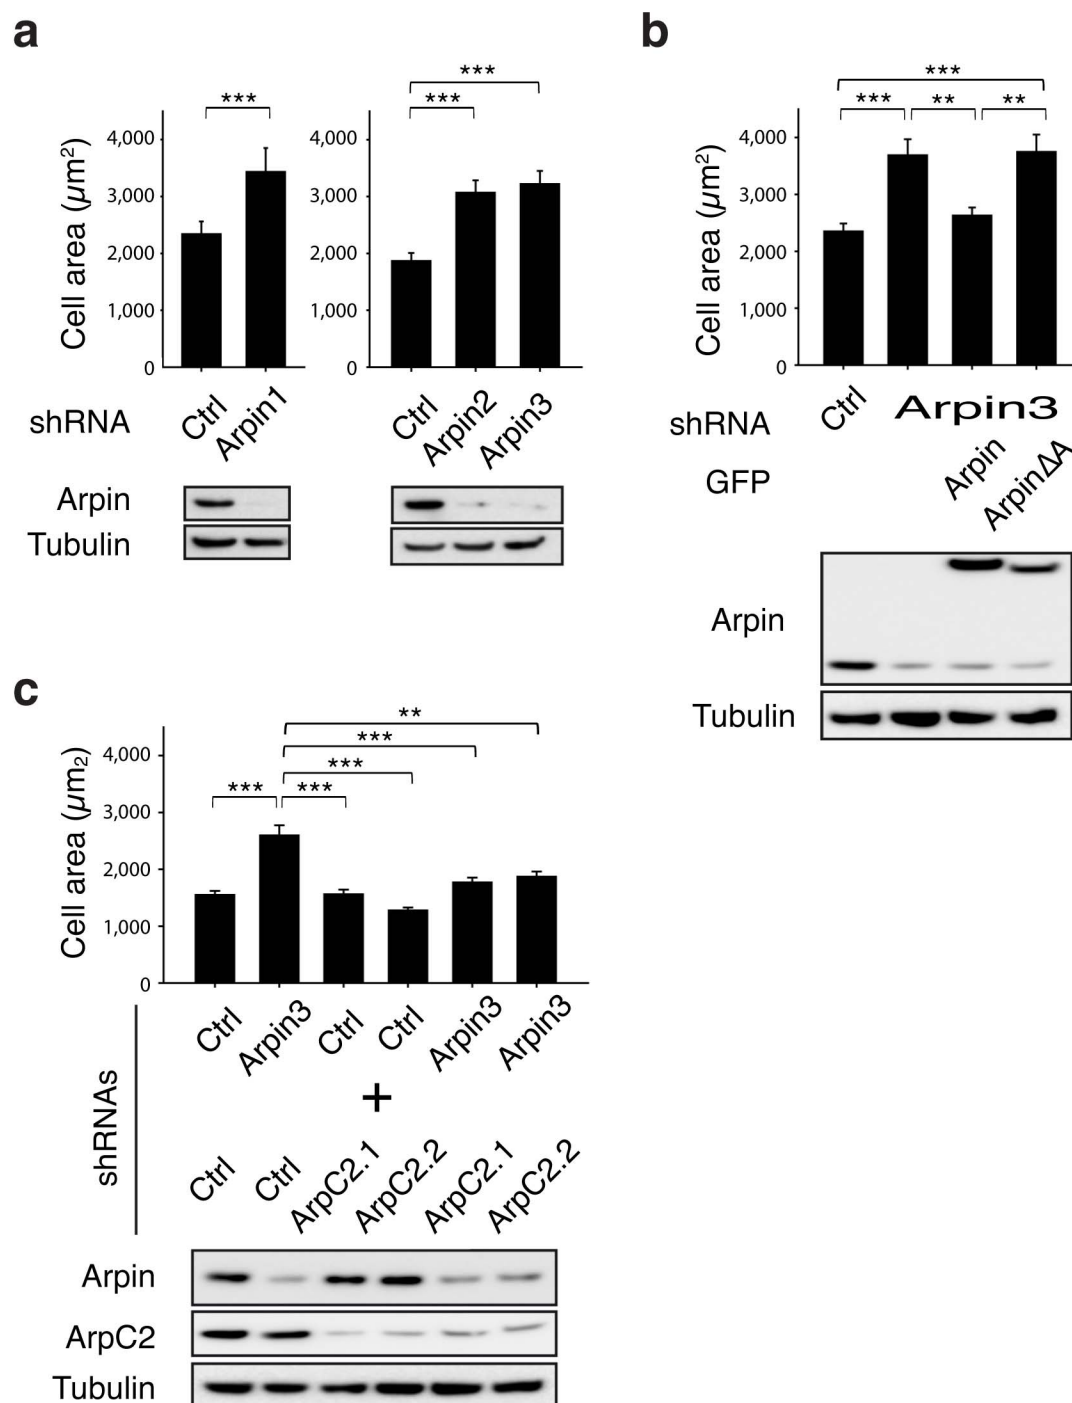 a
***
***
***
Cell area (µm²)
4,000
3,000
2,000
1,000
0
4,000
3,000
2,000
1,000
0
shRNA
Ctrl
Arpin1
Ctrl
Arpin2
Arpin3
Arpin
Tubulin
b
***
*** ** **
Cell area (µm²)
4,000
3,000
2,000
1,000
0
shRNA
Ctrl
Arpin3
GFP
Arpin
ArpinΔA
Arpin
Tubulin
c
**
***
***
*** ***
Cell area (µm₂)
4,000
3,000
2,000
1,000
0
shRNAs
Ctrl
Arpin3
Ctrl
Ctrl
Arpin3
Arpin3
+
Ctrl
Ctrl
ArpC2.1
ArpC2.2
ArpC2.1
ArpC2.2
Arpin
ArpC2
Tubulin